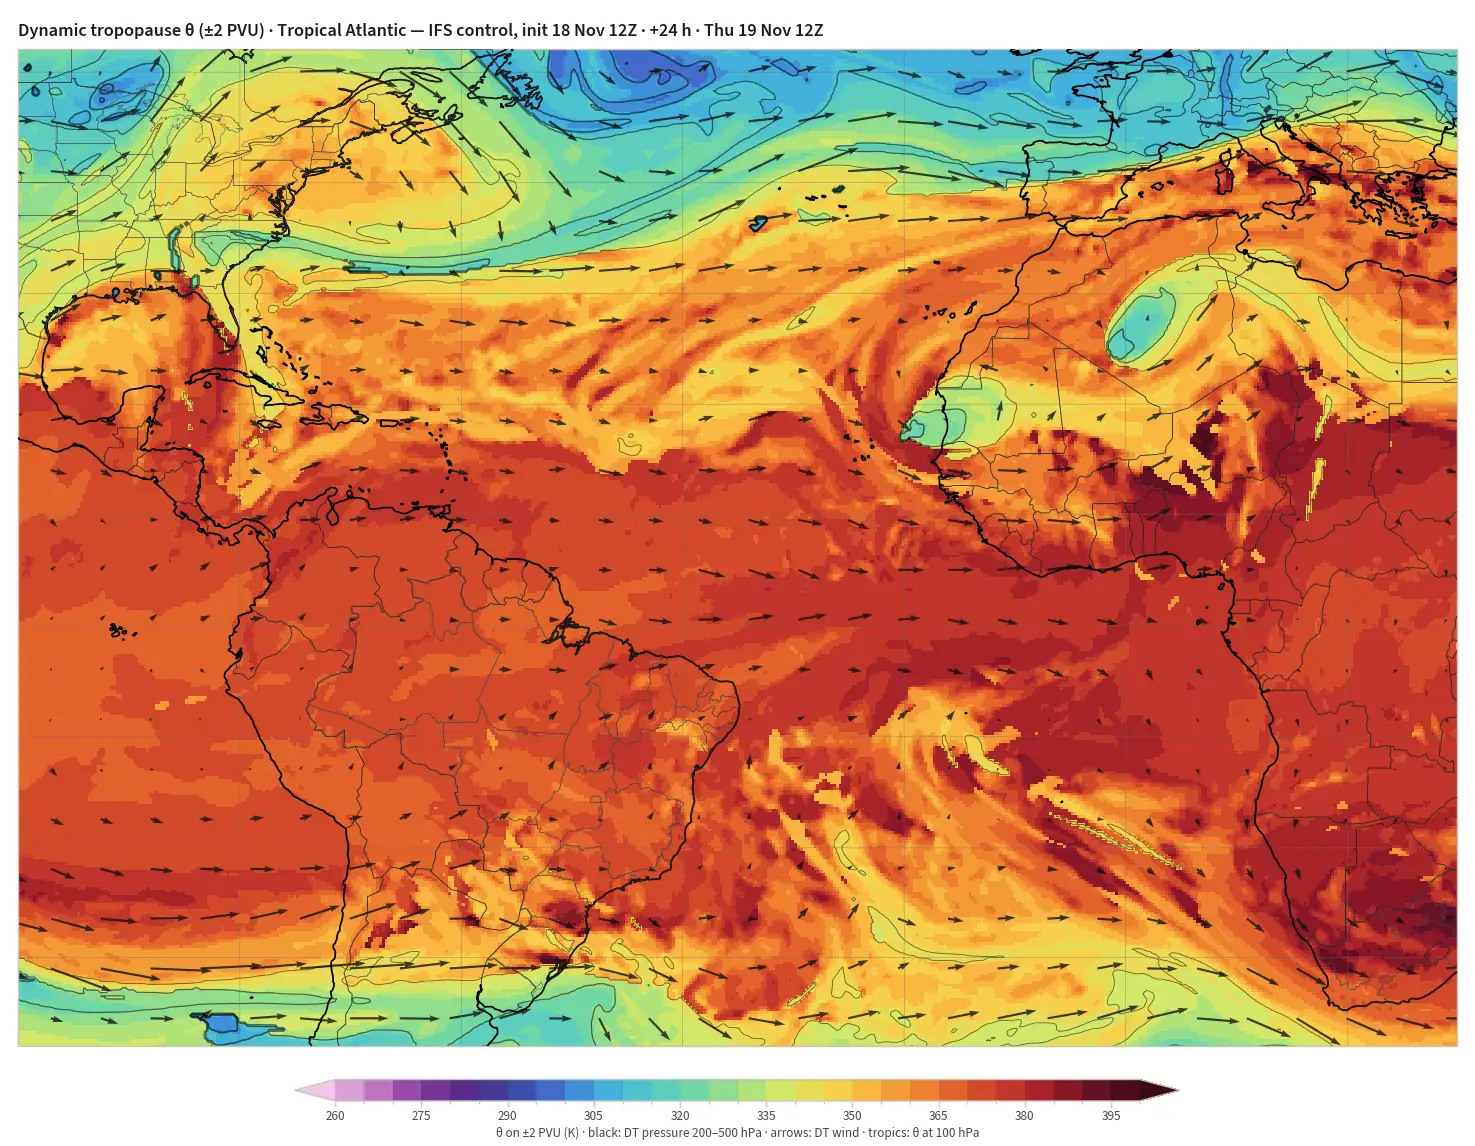 Dynamic tropopause θ (±2 PVU) · Tropical Atlantic — IFS control, init 18 Nov 12Z · +24 h · Thu 19 Nov 12Z
260 275 290 305 320 335 350 365 380 395
θ on ±2 PVU (K) · black: DT pressure 200–500 hPa · arrows: DT wind · tropics: θ at 100 hPa